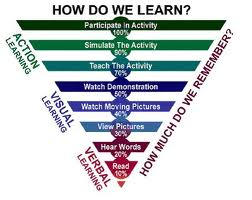 HOW DO WE LEARN?
Participate In Activity
100%
Simulate The Activity
90%
Teach The Activity
70%
Watch Demonstration
50%
Watch Moving Pictures
40%
View Pictures
30%
Hear Words
20%
Read
10%
ACTION
LEARNING
VISUAL
LEARNING
VERBAL
LEARNING
HOW MUCH DO WE REMEMBER?